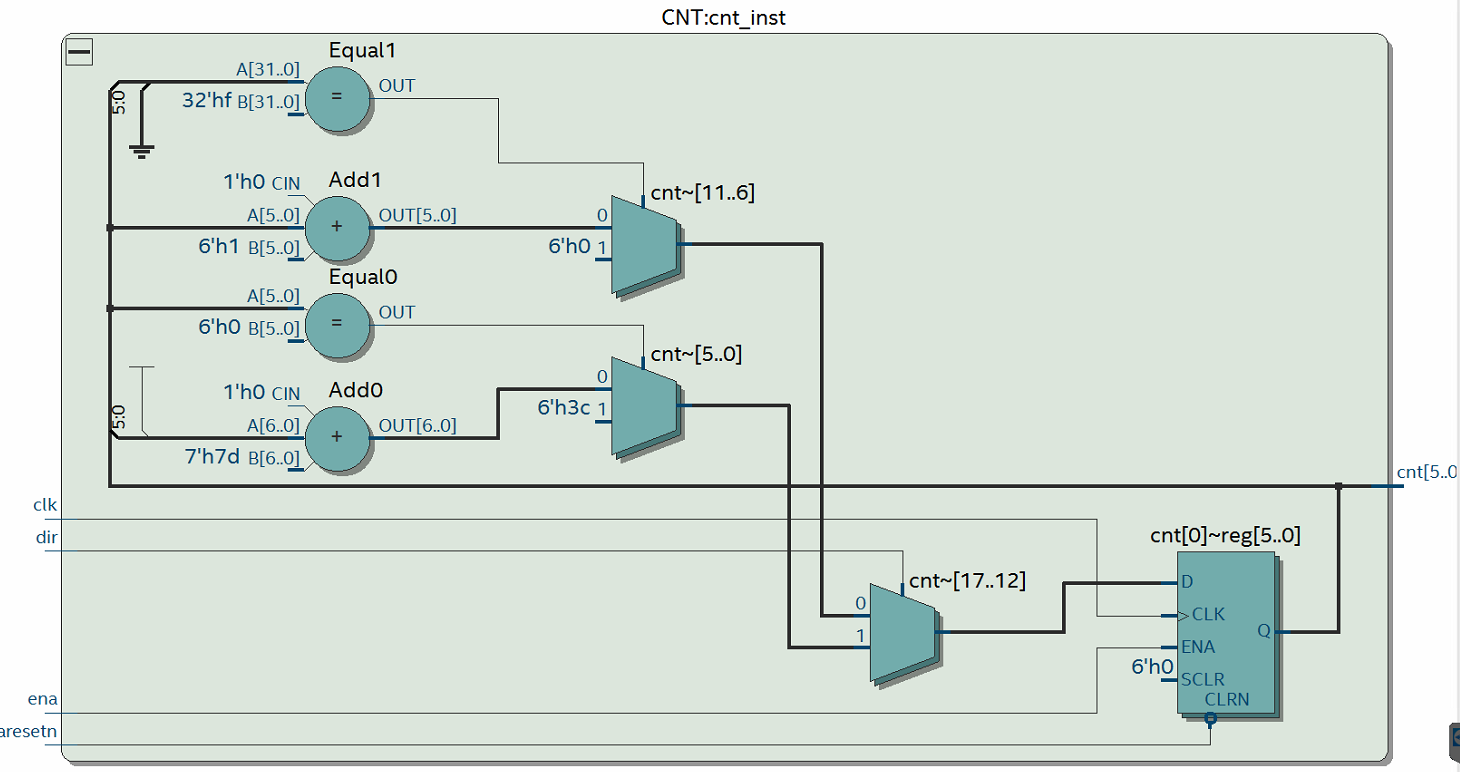 CNT:cnt_inst
Equal1
A[31..0]
OUT
5:0
=
32'hf B[31..0]
1'h0 CIN
Add1
cnt~[11..6]
A[5..0]
+
OUT[5..0]
0
6'h1 B[5..0]
6'h0 1
Equal0
A[5..0]
OUT
6'h0 B[5..0]
=
cnt~[5..0]
0
1'h0 CIN
Add0
6'h3c 1
5:0
A[6..0]
+
OUT[6..0]
7'h7d B[6..0]
cnt[5..0
clk
dir
cnt[0]~reg[5..0]
cnt~[17..12]
D
0
CLK
1
Q
ENA
6'h0
SCLR
ena
CLRN
aresetn